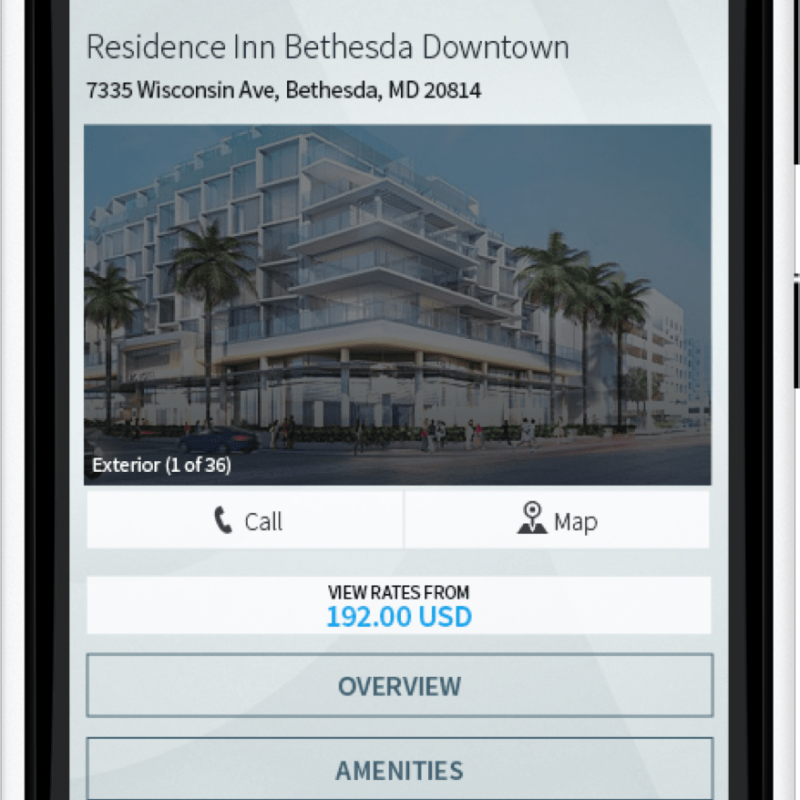 Residence Inn Bethesda Downtown
7335 Wisconsin Ave, Bethesda, MD 20814
Exterior (1 of 36)
Call
Map
VIEW RATES FROM
192.00 USD
OVERVIEW
AMENITIES